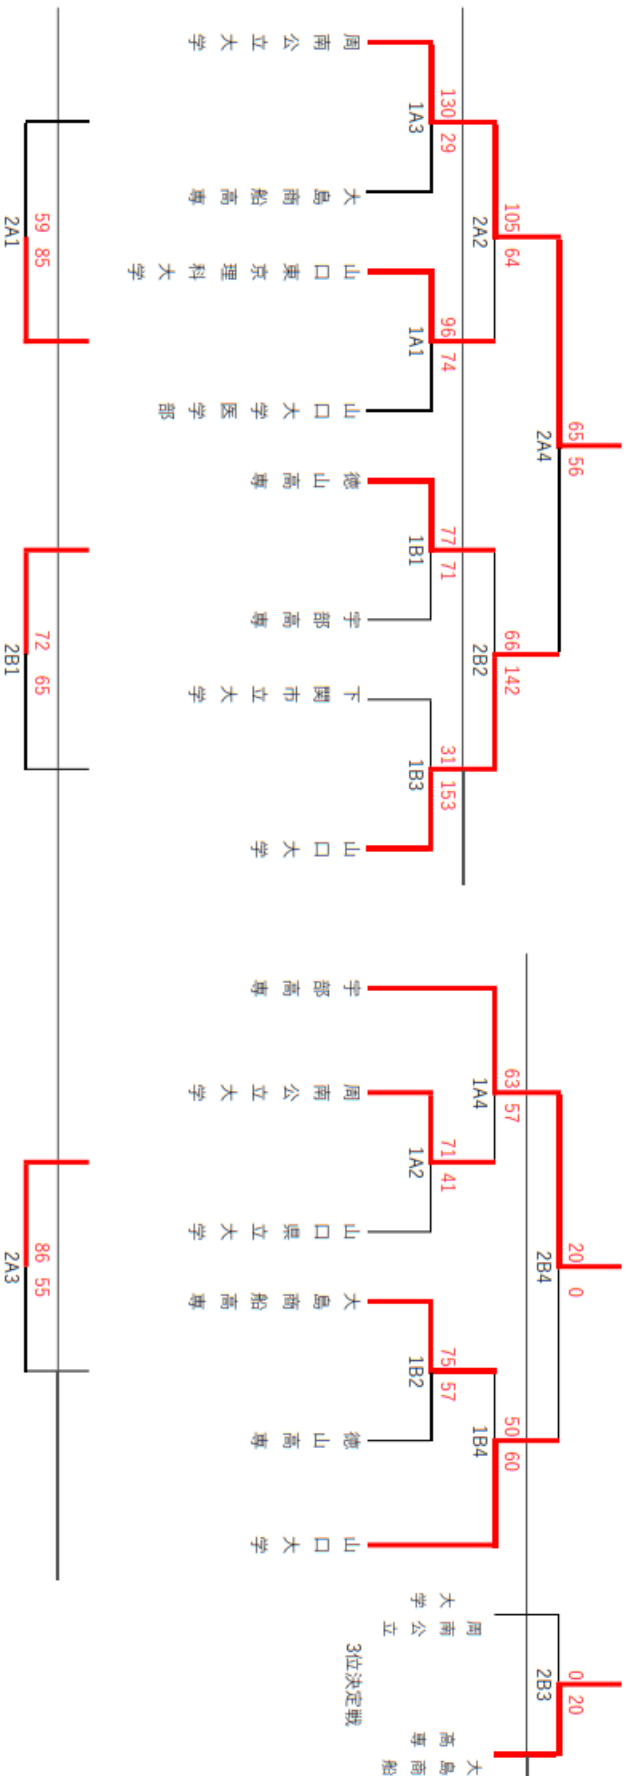 周南公立大学
130 29
1A3
大島商船高専
105 64
2A2
山口東京理科大学
96 74
1A1
山口大学医学部
65 56
2A4
徳山高専
77 71
1B1
宇部高専
66 142
2B2
下関市立大学
31 153
1B3
山口大学
59 85
2A1
72 65
2B1
宇部高専
63 57
1A4
周南公立大学
71 41
1A2
山口県立大学
20 0
2B4
大島商船高専
75 57
1B2
徳山高専
50 60
1B4
山口大学
86 55
2A3
周南公立
大学
0 20
2B3
3位決定戦
大島商船
高専